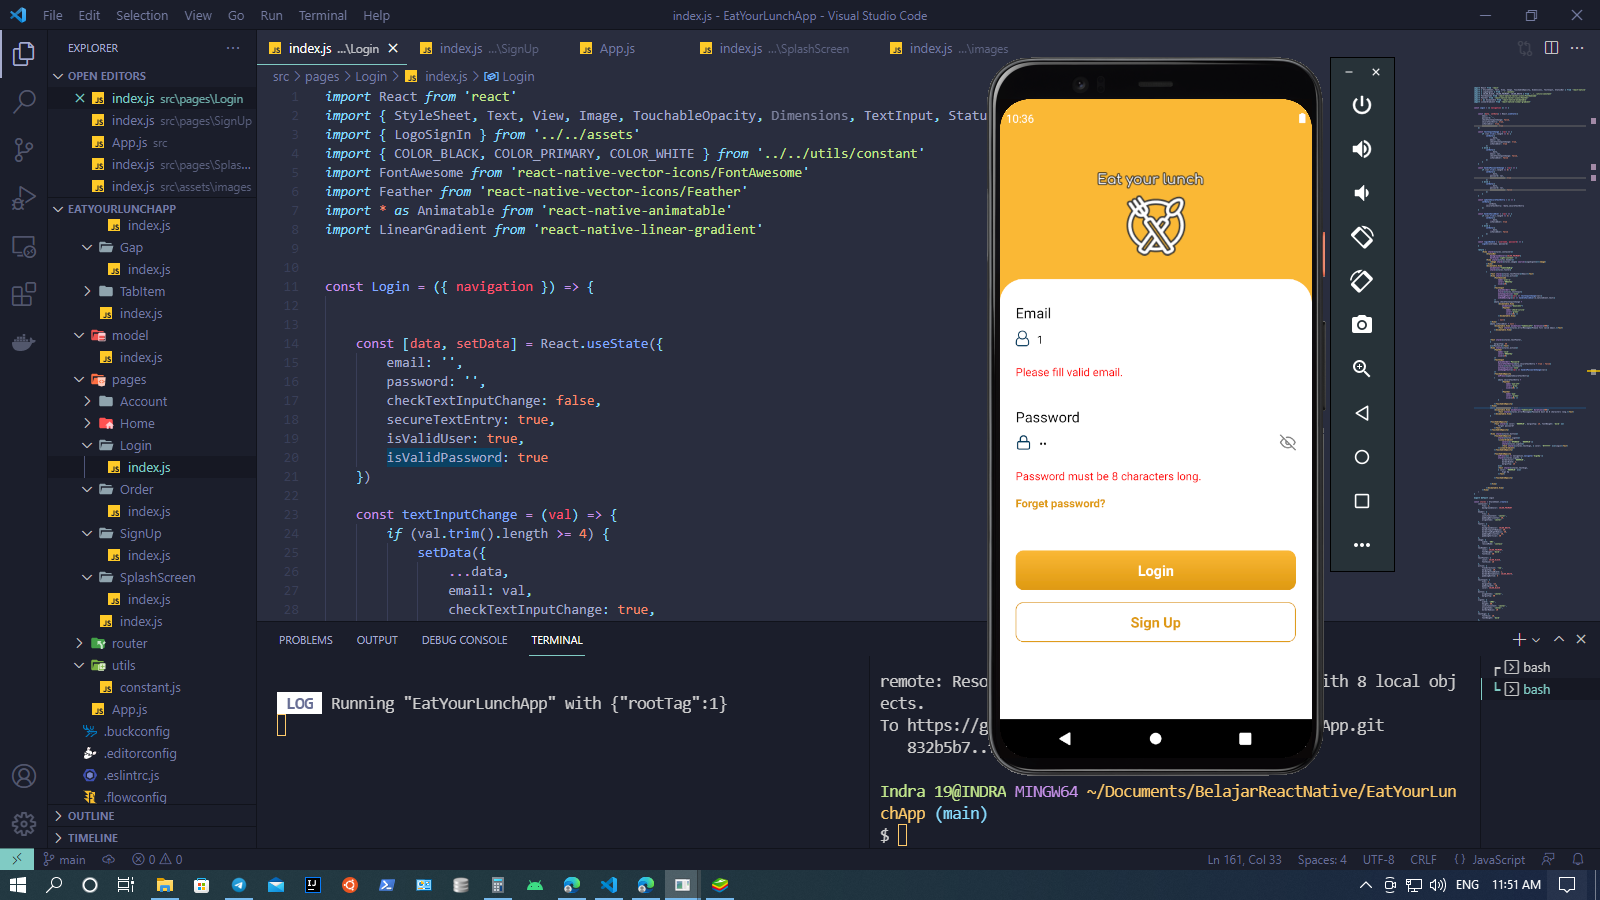 File Edit Selection View Go Run Terminal Help
index.js - EatYourLunchApp - Visual Studio Code
EXPLORER
OPEN EDITORS
index.js src\pages\Login
index.js src\pages\SignUp
App.js src
index.js src\pages\Splas...
index.js src\assets\images
EATYOURLUNCHAPP
index.js
Gap
index.js
TabItem
index.js
model
index.js
pages
Account
Home
Login
index.js
Order
index.js
SignUp
index.js
SplashScreen
index.js
index.js
router
utils
constant.js
App.js
.buckconfig
.editorconfig
.eslintrc.js
.flowconfig
OUTLINE
TIMELINE
index.js ...\Login
index.js ...\SignUp
App.js
index.js ...\SplashScreen
index.js ...\images
src > pages > Login > index.js > Login
1 import React from 'react'
2 import { StyleSheet, Text, View, Image, TouchableOpacity, Dimensions, TextInput, Statu
3 import { LogoSignIn } from '../../assets'
4 import { COLOR_BLACK, COLOR_PRIMARY, COLOR_WHITE } from '../../utils/constant'
5 import FontAwesome from 'react-native-vector-icons/FontAwesome'
6 import Feather from 'react-native-vector-icons/Feather'
7 import * as Animatable from 'react-native-animatable'
8 import LinearGradient from 'react-native-linear-gradient'
9
10
11 const Login = ({ navigation }) => {
12
13
14 const [data, setData] = React.useState({
15 email: '',
16 password: '',
17 checkTextInputChange: false,
18 secureTextEntry: true,
19 isValidUser: true,
20 isValidPassword: true
21 })
22
23 const textInputChange = (val) => {
24 if (val.trim().length >= 4) {
25 setData({
26 ...data,
27 email: val,
28 checkTextInputChange: true,
PROBLEMS OUTPUT DEBUG CONSOLE TERMINAL
LOG Running "EatYourLunchApp" with {"rootTag":1}
remote: Reso
ith 8 local obj
ects.
To https://g
App.git
832b5b7..
Indra 19@INDRA MINGW64 ~/Documents/BelajarReactNative/EatYourLun
chApp (main)
$
bash
bash
10:36
Eat your lunch
Email
1
Please fill valid email.
Password
••
Password must be 8 characters long.
Forget password?
Login
Sign Up
main 0 0
Ln 161, Col 33 Spaces: 4 UTF-8 CRLF {} JavaScript
ENG 11:51 AM